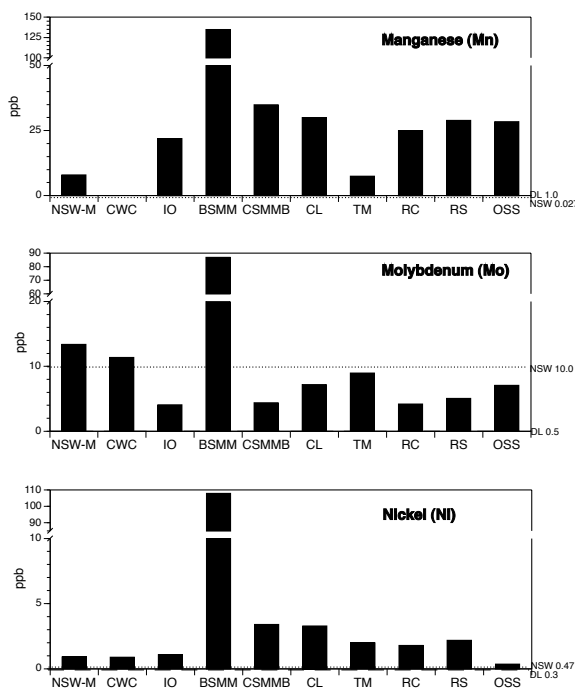 Manganese (Mn)
150
125
100
50
25
0
ppb
DL 1.0
NSW 0.027
NSW-M CWC IO BSMM CSMMB CL TM RC RS OSS
Molybdenum (Mo)
90
80
70
60
20
10
0
ppb
NSW 10.0
DL 0.5
NSW-M CWC IO BSMM CSMMB CL TM RC RS OSS
Nickel (Ni)
110
100
90
10
5
0
ppb
NSW 0.47
DL 0.3
NSW-M CWC IO BSMM CSMMB CL TM RC RS OSS